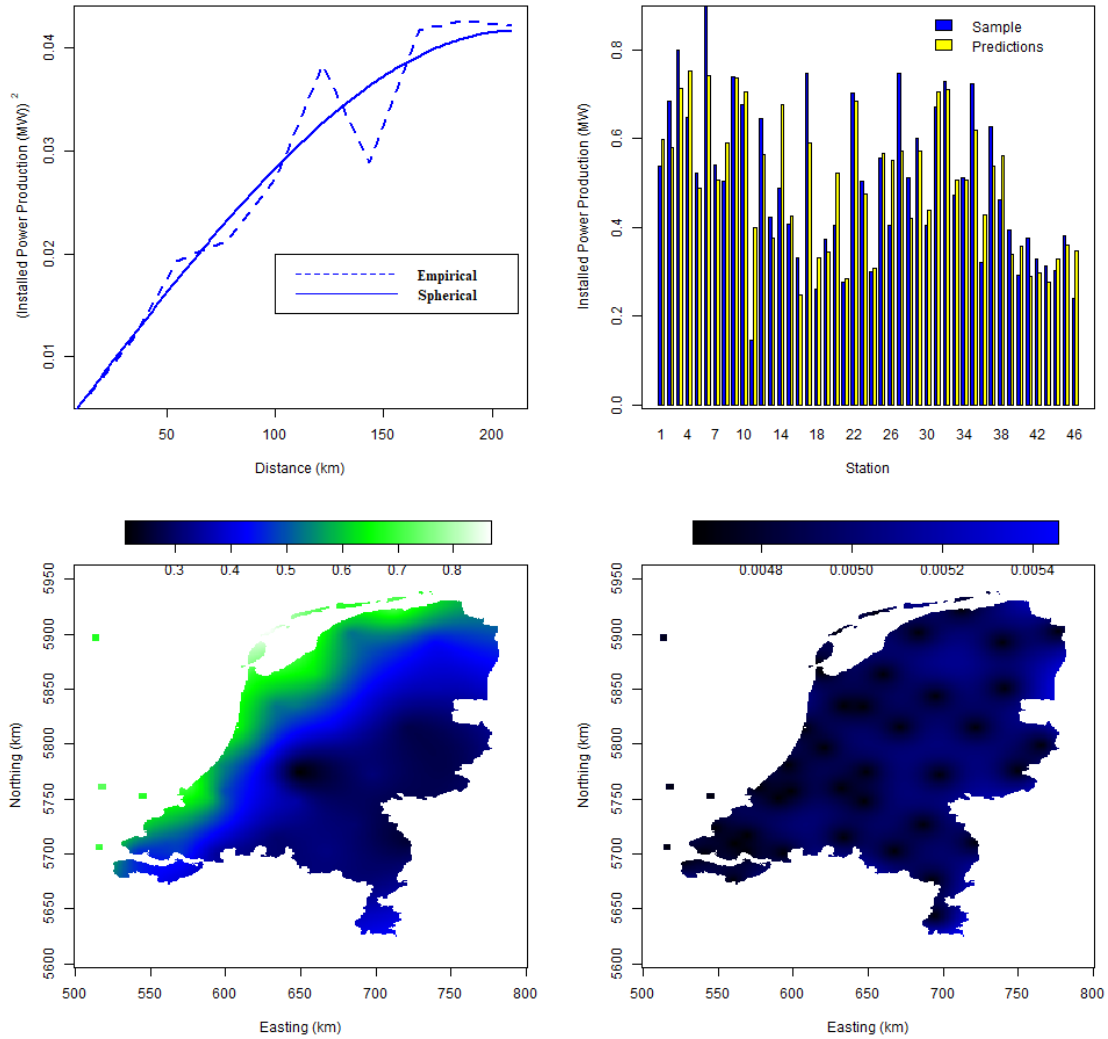 (Installed Power Production (MW)) 2
0.04
0.03
0.02
0.01
Empirical
Spherical
50 100 150 200
Distance (km)
Installed Power Production (MW)
0.8
0.6
0.4
0.2
0.0
Sample
Predictions
1 4 7 10 14 18 22 26 30 34 38 42 46
Station
0.3 0.4 0.5 0.6 0.7 0.8
Northing (km)
5950
5900
5850
5800
5750
5700
5650
5600
500 550 600 650 700 750 800
Easting (km)
0.0048 0.0050 0.0052 0.0054
Northing (km)
5950
5900
5850
5800
5750
5700
5650
5600
500 550 600 650 700 750 800
Easting (km)